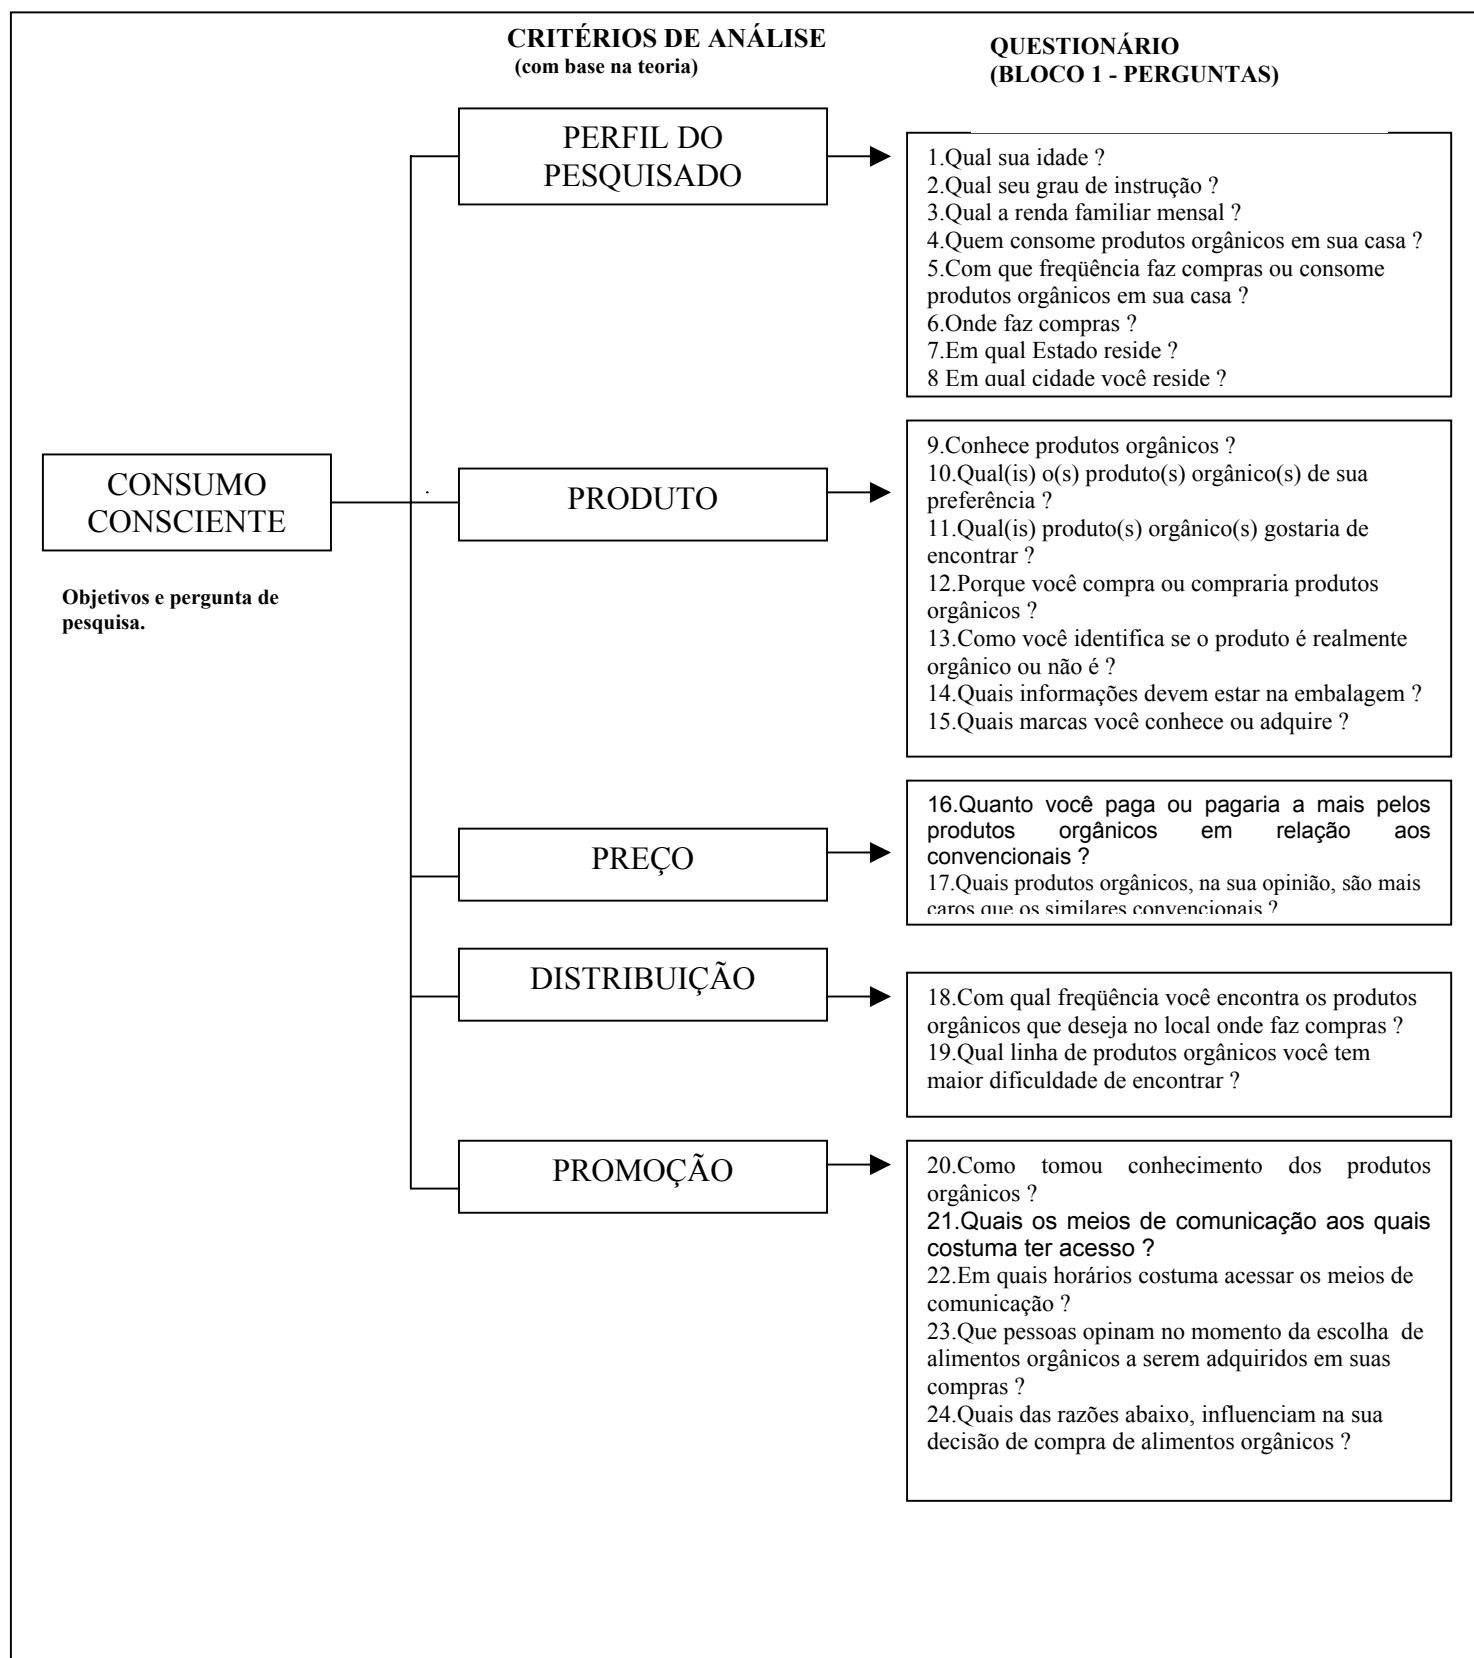 CRITÉRIOS DE ANÁLISE
(com base na teoria)
QUESTIONÁRIO
(BLOCO 1 - PERGUNTAS)
CONSUMO
CONSCIENTE
Objetivos e pergunta de
pesquisa.
PERFIL DO
PESQUISADO
1.Qual sua idade ?
2.Qual seu grau de instrução ?
3.Qual a renda familiar mensal ?
4.Quem consome produtos orgânicos em sua casa ?
5.Com que freqüência faz compras ou consome
produtos orgânicos em sua casa ?
6.Onde faz compras ?
7.Em qual Estado reside ?
8 Em qual cidade você reside ?
PRODUTO
9.Conhece produtos orgânicos ?
10.Qual(is) o(s) produto(s) orgânico(s) de sua
preferência ?
11.Qual(is) produto(s) orgânico(s) gostaria de
encontrar ?
12.Porque você compra ou compraria produtos
orgânicos ?
13.Como você identifica se o produto é realmente
orgânico ou não é ?
14.Quais informações devem estar na embalagem ?
15.Quais marcas você conhece ou adquire ?
PREÇO
16.Quanto você paga ou pagaria a mais pelos
produtos orgânicos em relação aos
convencionais ?
17.Quais produtos orgânicos, na sua opinião, são mais
caros que os similares convencionais ?
DISTRIBUIÇÃO
18.Com qual freqüência você encontra os produtos
orgânicos que deseja no local onde faz compras ?
19.Qual linha de produtos orgânicos você tem
maior dificuldade de encontrar ?
PROMOÇÃO
20.Como tomou conhecimento dos produtos
orgânicos ?
21.Quais os meios de comunicação aos quais
costuma ter acesso ?
22.Em quais horários costuma acessar os meios de
comunicação ?
23.Que pessoas opinam no momento da escolha de
alimentos orgânicos a serem adquiridos em suas
compras ?
24.Quais das razões abaixo, influenciam na sua
decisão de compra de alimentos orgânicos ?